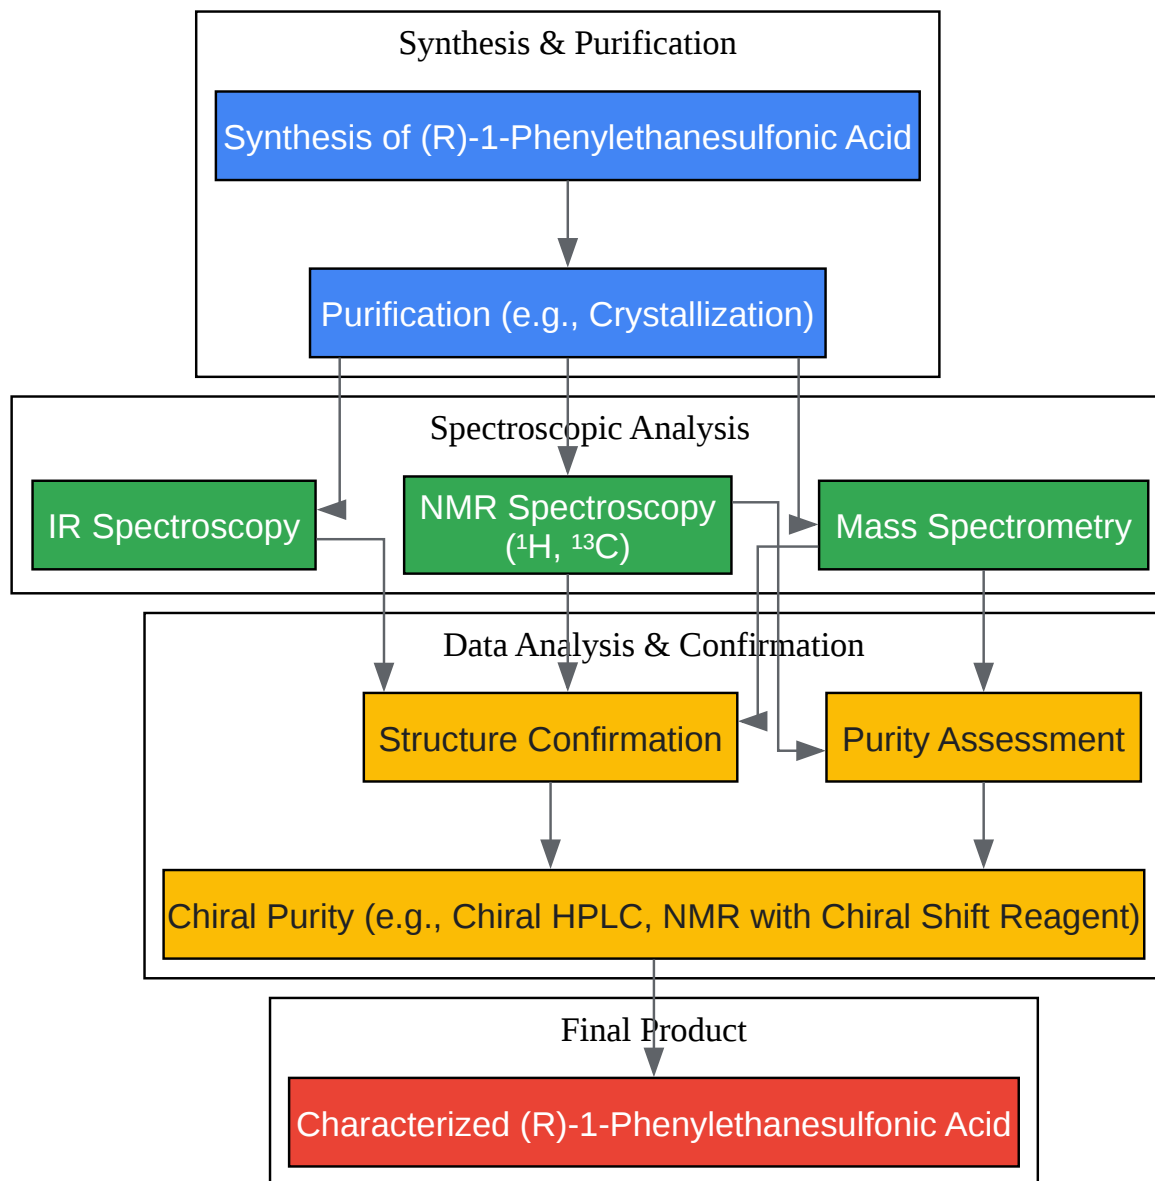 Synthesis & Purification
Synthesis of (R)-1-Phenylethanesulfonic Acid
Purification (e.g., Crystallization)
Spectroscopic Analysis
IR Spectroscopy
NMR Spectroscopy
(¹H, ¹³C)
Mass Spectrometry
Data Analysis & Confirmation
Structure Confirmation
Purity Assessment
Chiral Purity (e.g., Chiral HPLC, NMR with Chiral Shift Reagent)
Final Product
Characterized (R)-1-Phenylethanesulfonic Acid